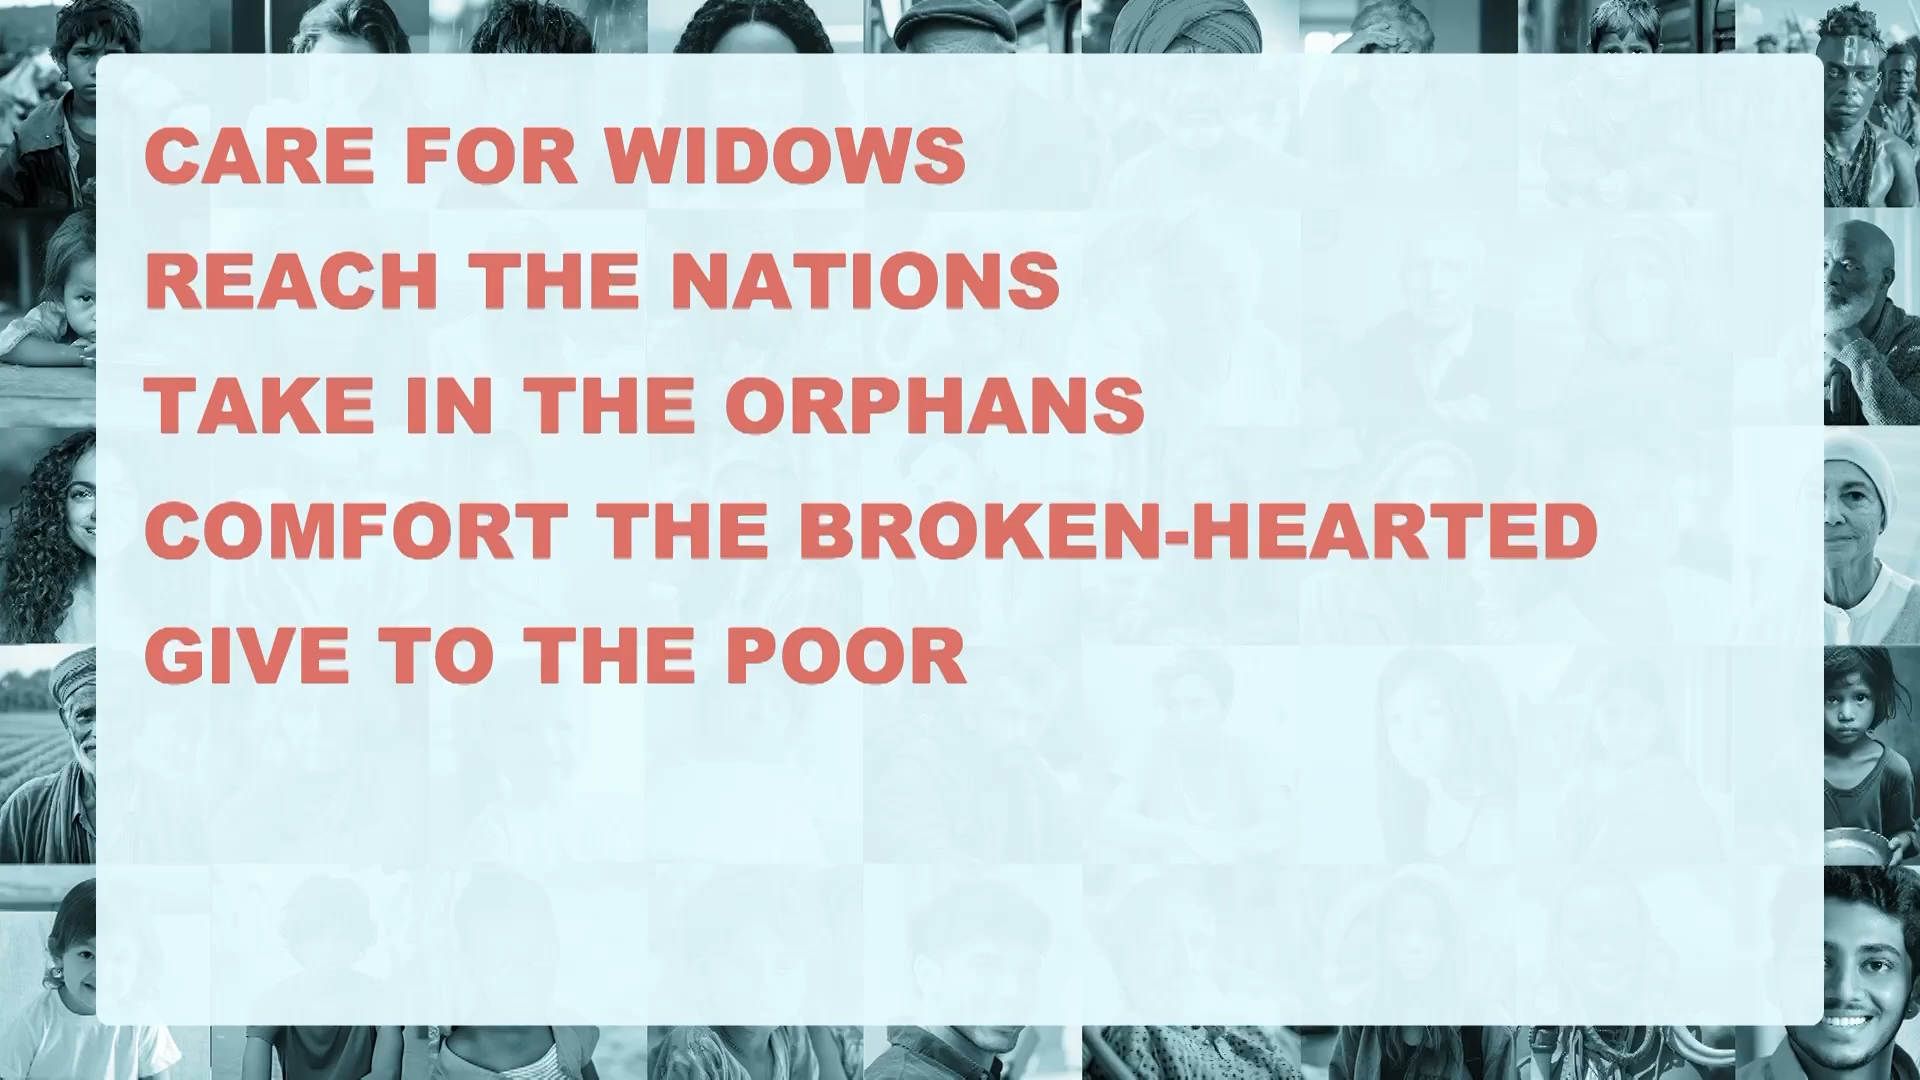 CARE FOR WIDOWS
REACH THE NATIONS
TAKE IN THE ORPHANS
COMFORT THE BROKEN-HEARTED
GIVE TO THE POOR